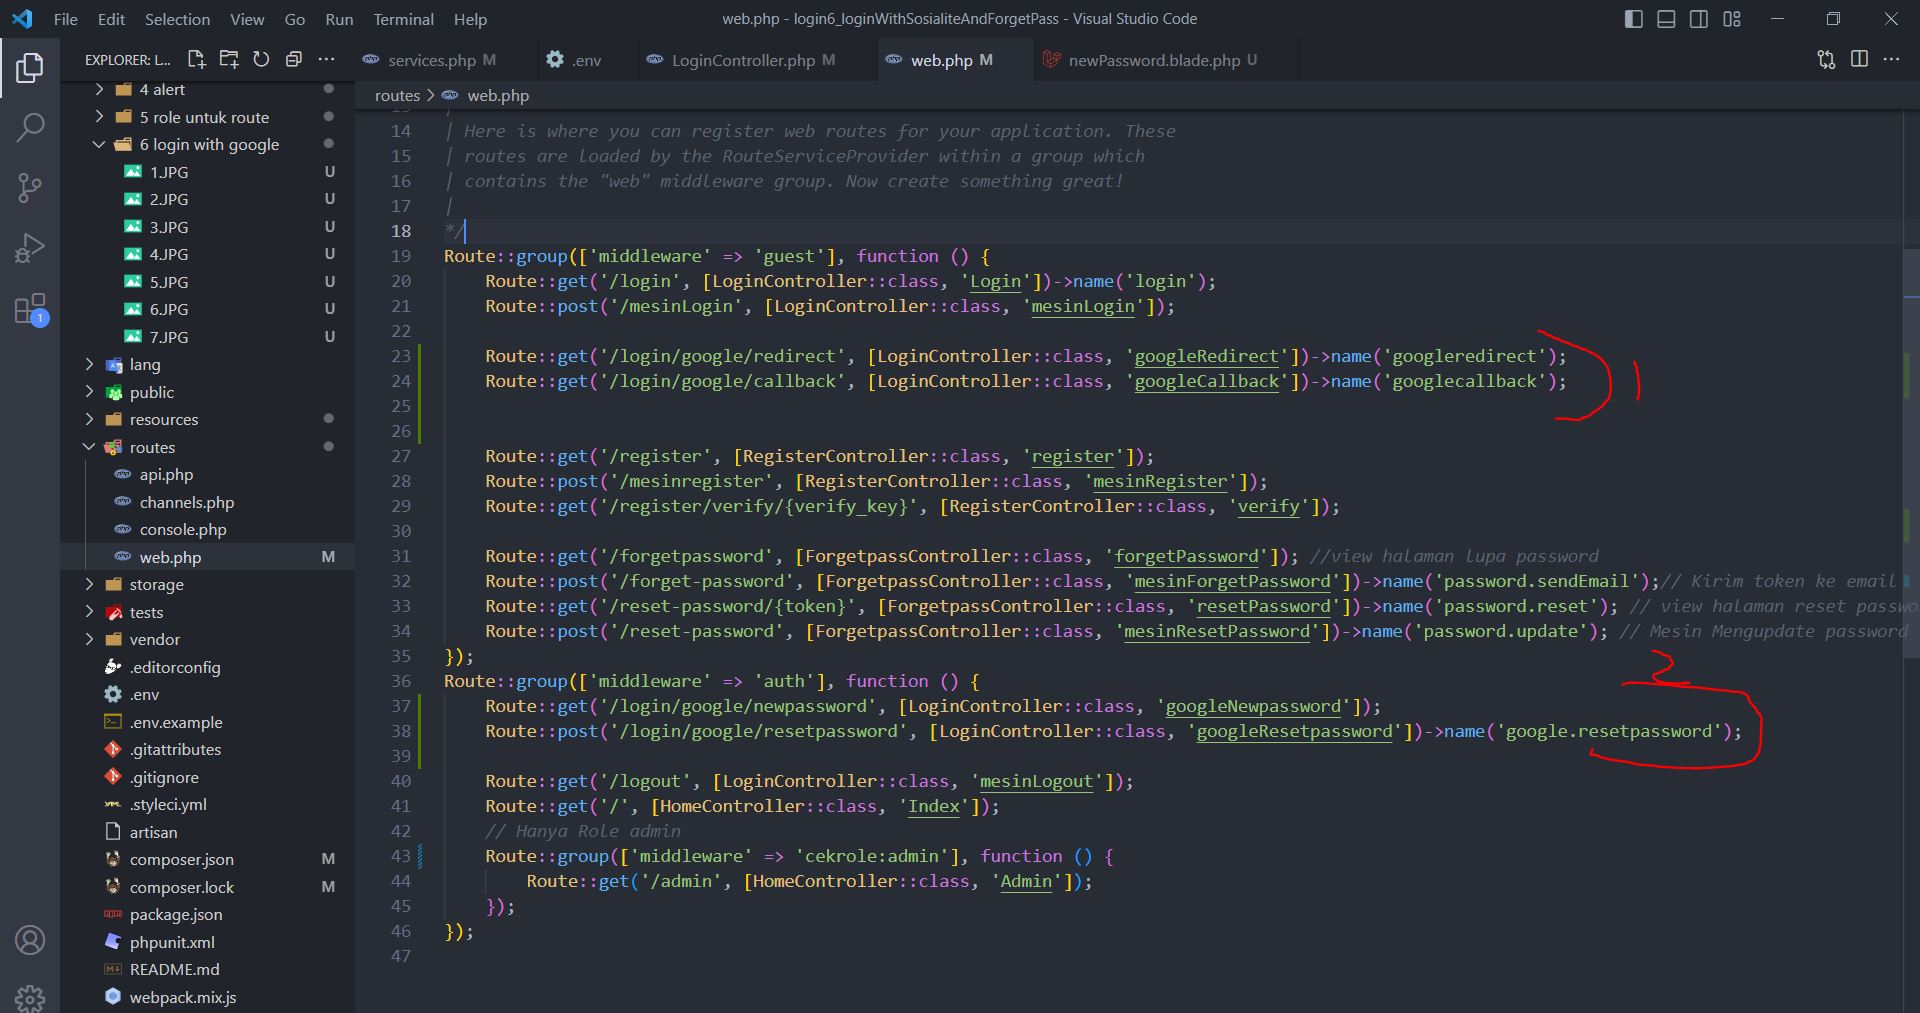 File Edit Selection View Go Run Terminal Help
web.php - login6_loginWithSosialiteAndForgetPass - Visual Studio Code
EXPLORER: L...
services.php M
.env
LoginController.php M
web.php M
newPassword.blade.php U
routes > web.php
4 alert
5 role untuk route
6 login with google
1.JPG U
2.JPG U
3.JPG U
4.JPG U
5.JPG U
6.JPG U
7.JPG U
lang
public
resources
routes
api.php
channels.php
console.php
web.php M
storage
tests
vendor
.editorconfig
.env
.env.example
.gitattributes
.gitignore
.styleci.yml
artisan
composer.json M
composer.lock M
package.json
phpunit.xml
README.md
webpack.mix.js
1
14 | Here is where you can register web routes for your application. These
15 | routes are loaded by the RouteServiceProvider within a group which
16 | contains the "web" middleware group. Now create something great!
17 |
18 */
19 Route::group(['middleware' => 'guest'], function () {
20 Route::get('/login', [LoginController::class, 'Login'])->name('login');
21 Route::post('/mesinLogin', [LoginController::class, 'mesinLogin']);
22
23 Route::get('/login/google/redirect', [LoginController::class, 'googleRedirect'])->name('googleredirect');
24 Route::get('/login/google/callback', [LoginController::class, 'googleCallback'])->name('googlecallback');
1
25
26
27 Route::get('/register', [RegisterController::class, 'register']);
28 Route::post('/mesinregister', [RegisterController::class, 'mesinRegister']);
29 Route::get('/register/verify/{verify_key}', [RegisterController::class, 'verify']);
30
31 Route::get('/forgetpassword', [ForgetpassController::class, 'forgetPassword']); //view halaman lupa password
32 Route::post('/forget-password', [ForgetpassController::class, 'mesinForgetPassword'])->name('password.sendEmail');// Kirim token ke email
33 Route::get('/reset-password/{token}', [ForgetpassController::class, 'resetPassword'])->name('password.reset'); // view halaman reset passwo
34 Route::post('/reset-password', [ForgetpassController::class, 'mesinResetPassword'])->name('password.update'); // Mesin Mengupdate password
35 });
2
36 Route::group(['middleware' => 'auth'], function () {
37 Route::get('/login/google/newpassword', [LoginController::class, 'googleNewpassword']);
38 Route::post('/login/google/resetpassword', [LoginController::class, 'googleResetpassword'])->name('google.resetpassword');
39
40 Route::get('/logout', [LoginController::class, 'mesinLogout']);
41 Route::get('/', [HomeController::class, 'Index']);
42 // Hanya Role admin
43 Route::group(['middleware' => 'cekrole:admin'], function () {
44 Route::get('/admin', [HomeController::class, 'Admin']);
45 });
46 });
47